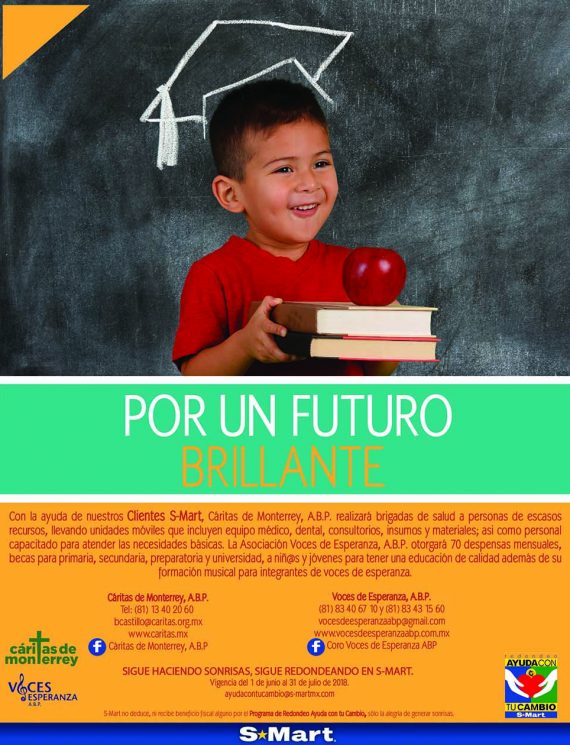 POR UN FUTURO
BRILLANTE
Con la ayuda de nuestros Clientes S-Mart, Cáritas de Monterrey, A.B.P. realizará brigadas de salud a personas de escasos
recursos, llevando unidades móviles que incluyen equipo médico, dental, consultorios, insumos y materiales; asi como personal
capacitado para atender las necesidades básicas. La Asociación Voces de Esperanza, A.B.P. otorgará 70 despensas mensuales,
becas para primaria, secundaria, preparatoria y universidad, a niñ@s y jóvenes para tener una educación de calidad además de su
formación musical para integrantes de voces de esperanza.
Cáritas de Monterrey, A.B.P.
Tel: (81) 13 40 20 60
bcastillo@caritas.org.mx
www.caritas.mx
Cáritas de Monterrey, A.B.P
Voces de Esperanza, A.B.P.
(81) 83 40 67 10 y (81) 83 43 15 60
vocesdeesperanzaabp@gmail.com
www.vocesdeesperanzaabp.com.mx
Coro Voces de Esperanza ABP
cáritas de
monterrey
VOCES
ESPERANZA
A.B.P.
SIGUE HACIENDO SONRISAS, SIGUE REDONDEANDO EN S-MART.
Vigencia del 1 de junio al 31 de julio de 2018.
ayudacontucambio@s-martmx.com
redondeo
AYUDA CON
TU CAMBIO
S-Mart
S-Mart no deduce, ni recibe beneficio fiscal alguno por el Programa de Redondeo Ayuda con tu Cambio, sólo la alegría de generar sonrisas.
S★Mart